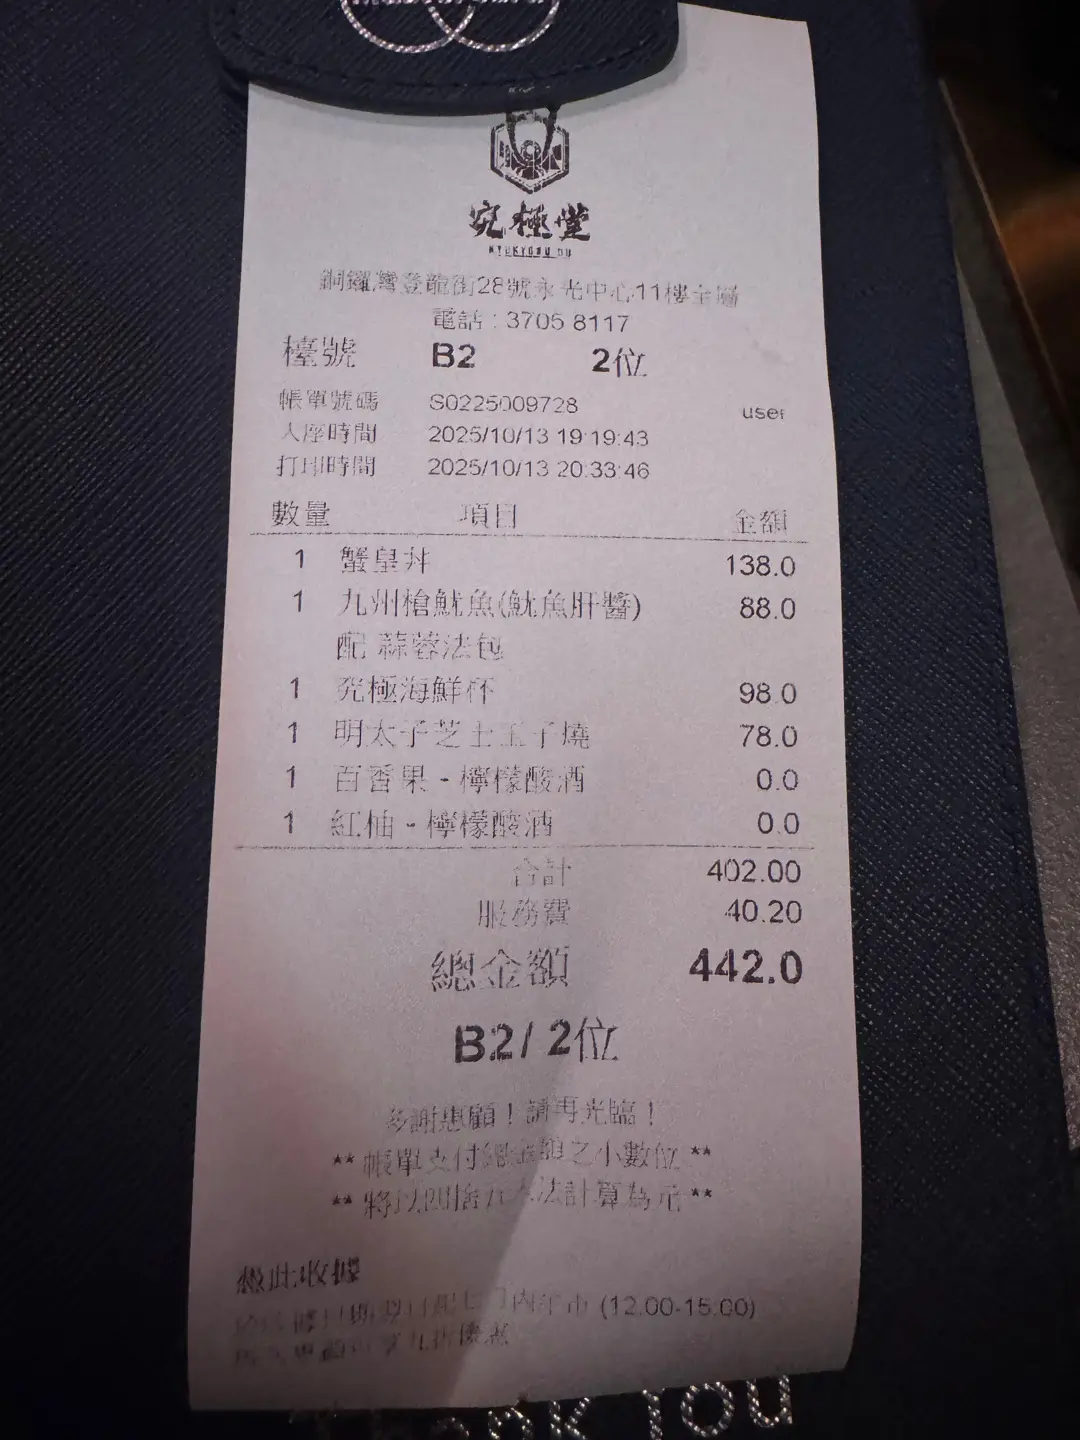 究極堂
KYUKYOKU DU
銅鑼灣登龍街28號永光中心11樓全層
電話 : 3705 8117
檯號 B2 2位
帳單號碼 S0225009728 user
入座時間 2025/10/13 19:19:43
打印時間 2025/10/13 20:33:46
數量 項目 金額
1 蟹皇丼 138.0
1 九州槍魷魚(魷魚肝醬) 88.0
配 蒜蓉法包
1 究極海鮮杯 98.0
1 明太子芝士玉子燒 78.0
1 百香果 - 檸檬酸酒 0.0
1 紅柚 - 檸檬酸酒 0.0
合計 402.00
服務費 40.20
總金額 442.0
B2/ 2位
多謝惠顧！請再光臨！
** 帳單支付總金額之小數位 **
** 將以四捨五入法計算為元 **
憑此收據
(12:00-15:00)
Thank You